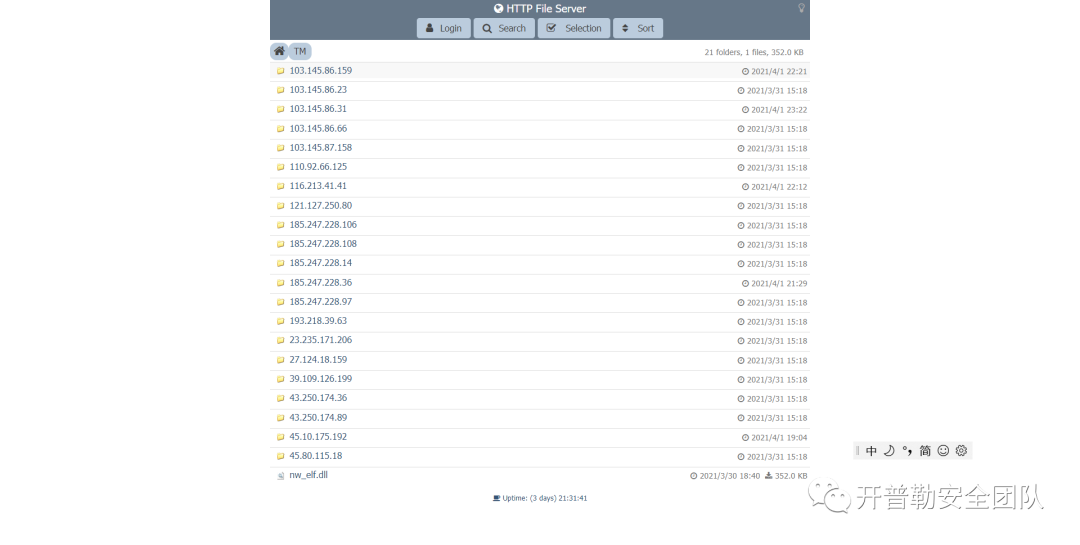 HTTP File Server
Login Search Selection Sort
TM 21 folders, 1 files, 352.0 KB
103.145.86.159 2021/4/1 22:21
103.145.86.23 2021/3/31 15:18
103.145.86.31 2021/4/1 23:22
103.145.86.66 2021/3/31 15:18
103.145.87.158 2021/3/31 15:18
110.92.66.125 2021/3/31 15:18
116.213.41.41 2021/4/1 22:12
121.127.250.80 2021/3/31 15:18
185.247.228.106 2021/3/31 15:18
185.247.228.108 2021/3/31 15:18
185.247.228.14 2021/3/31 15:18
185.247.228.36 2021/4/1 21:29
185.247.228.97 2021/3/31 15:18
193.218.39.63 2021/3/31 15:18
23.235.171.206 2021/3/31 15:18
27.124.18.159 2021/3/31 15:18
39.109.126.199 2021/3/31 15:18
43.250.174.36 2021/3/31 15:18
43.250.174.89 2021/3/31 15:18
45.10.175.192 2021/4/1 19:04
45.80.115.18 2021/3/31 15:18
中 °, 简
nw_elf.dll 2021/3/30 18:40 352.0 KB
Uptime: (3 days) 21:31:41
开普勒安全团队